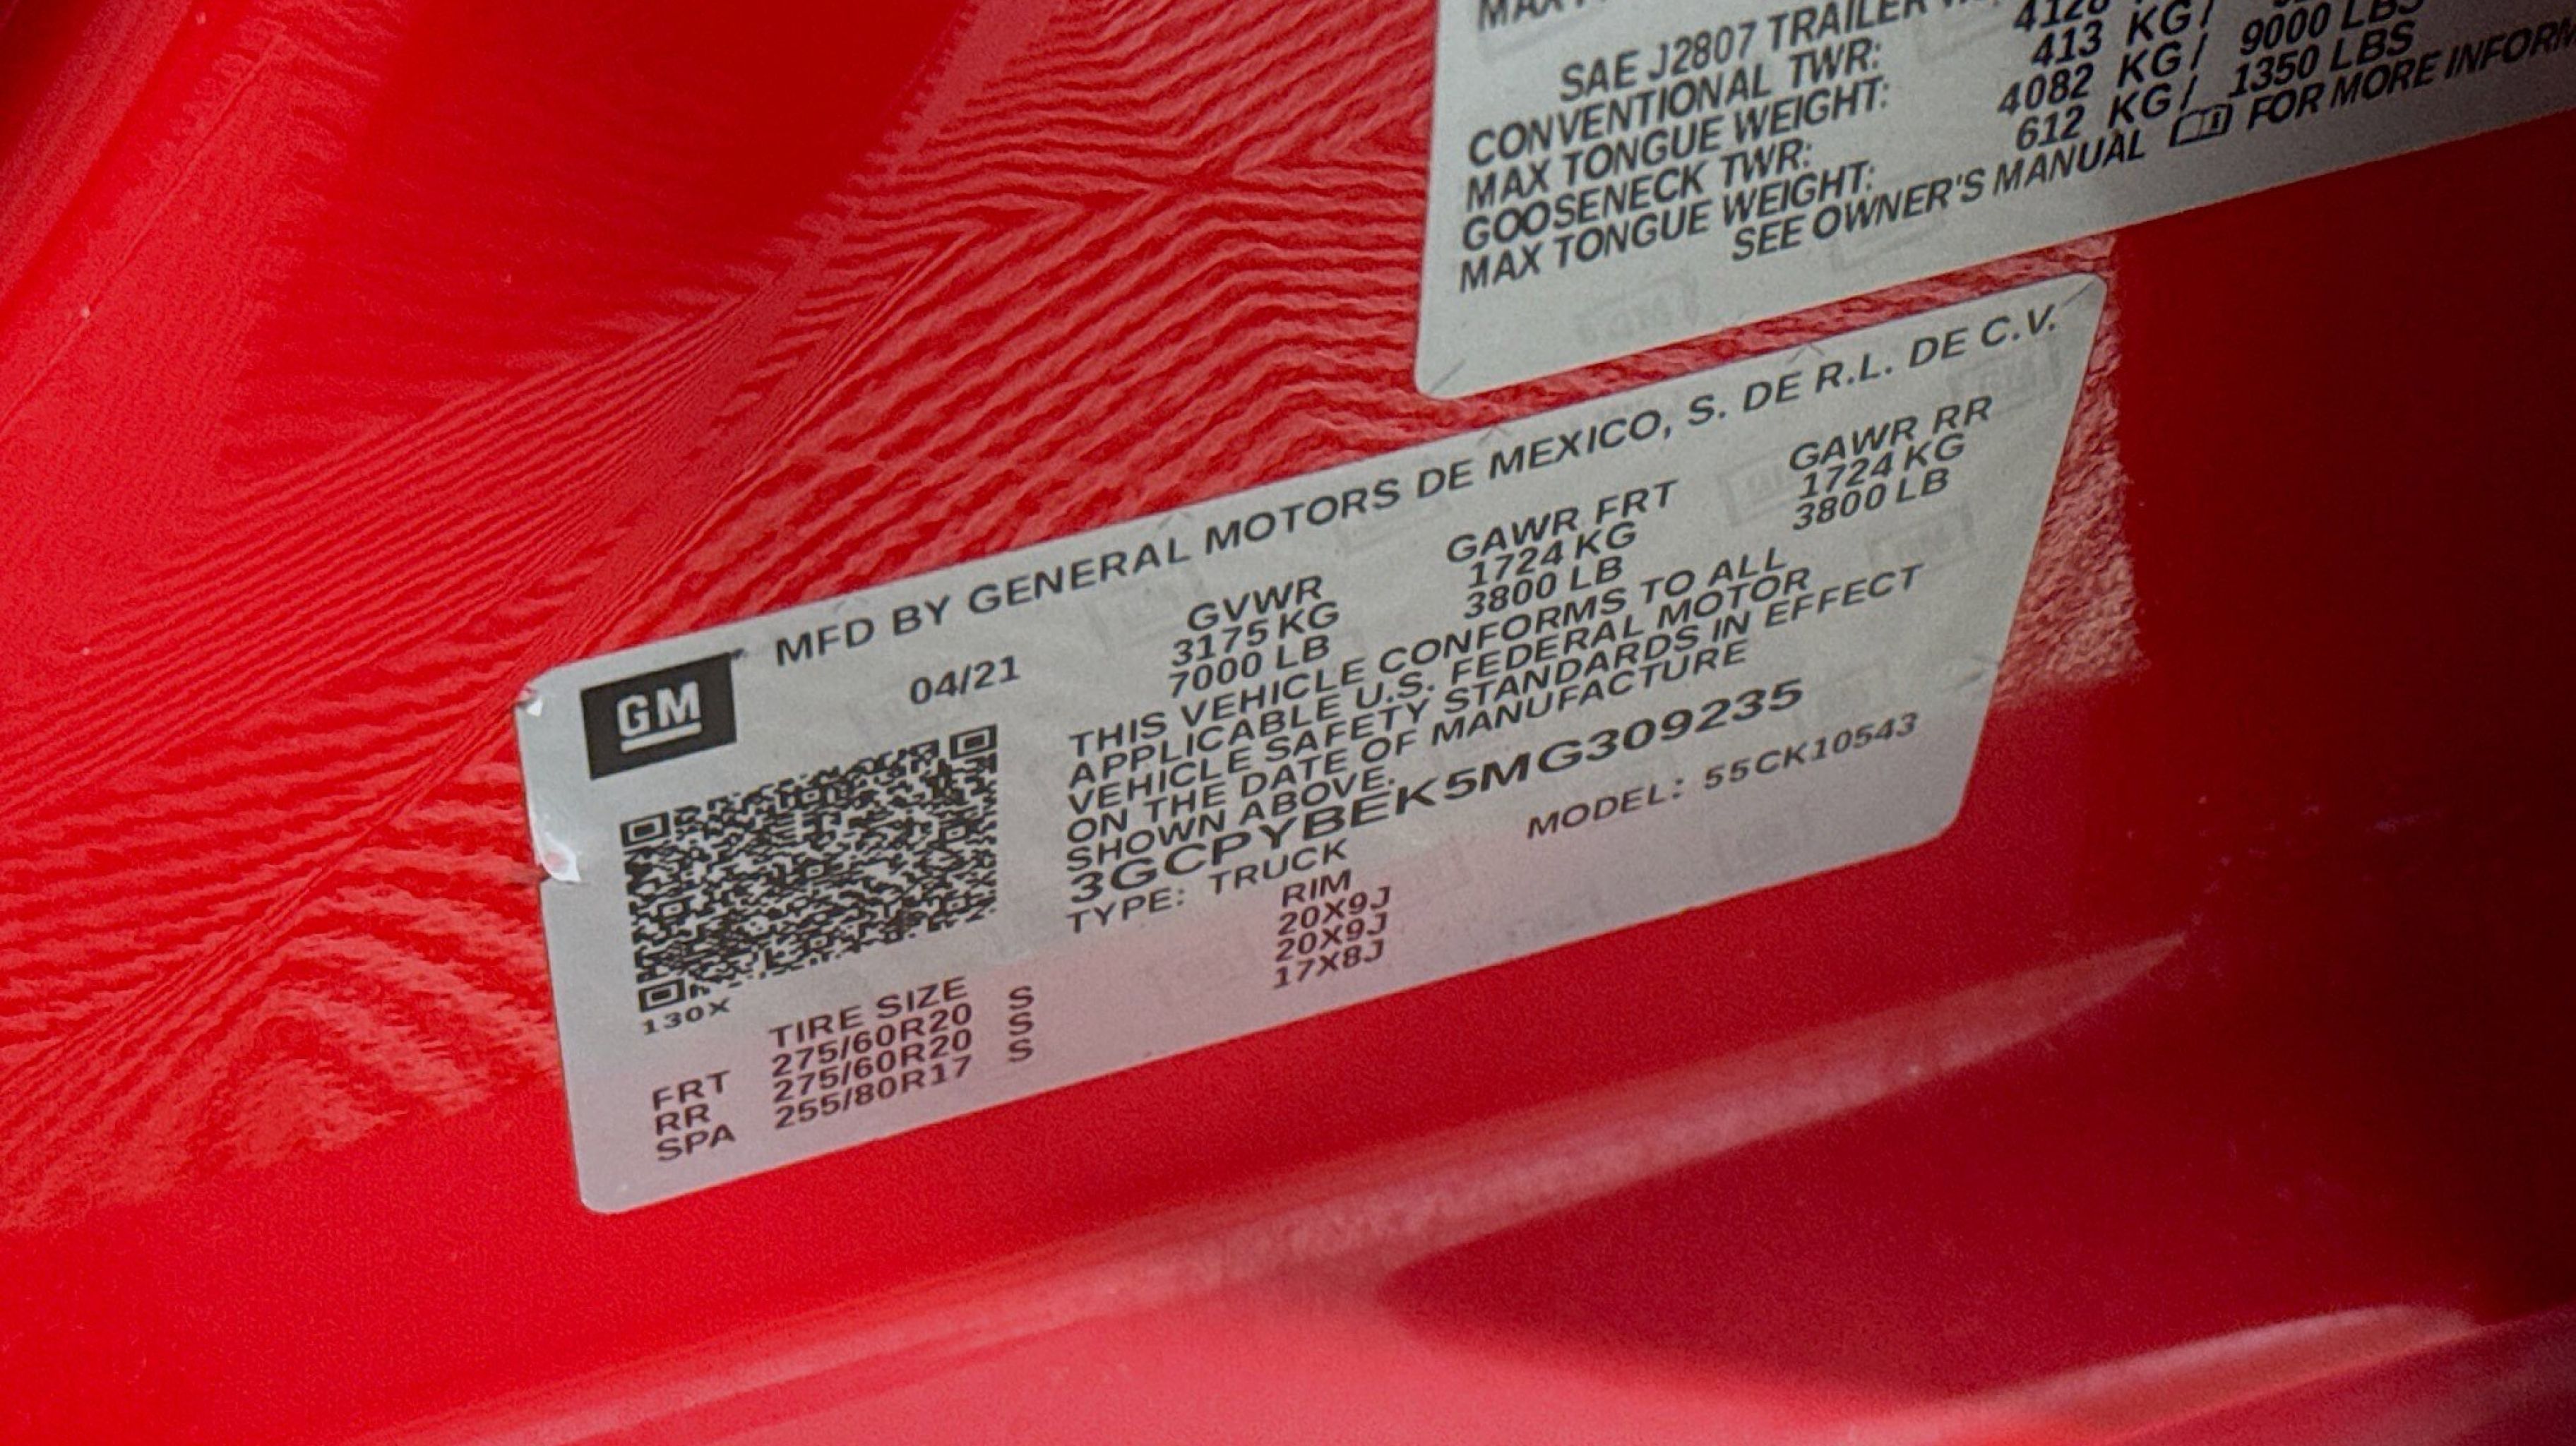 SAE J2807 TRAILER
CONVENTIONAL TWR: 4128
MAX TONGUE WEIGHT: 413 KG/
GOOSENECK TWR: 4082 KG/ 9000 LBS
MAX TONGUE WEIGHT: 612 KG/ 1350 LBS
SEE OWNER'S MANUAL FOR MORE
MFD BY GENERAL MOTORS DE MEXICO, S. DE R.L. DE C.V.
GM
04/21
GVWR GAWR FRT GAWR RR
3175 KG 1724 KG 1724 KG
7000 LB 3800 LB 3800 LB
THIS VEHICLE CONFORMS TO ALL
APPLICABLE U.S. FEDERAL MOTOR
VEHICLE SAFETY STANDARDS IN EFFECT
ON THE DATE OF MANUFACTURE
SHOWN ABOVE.
3GCPYBEK5MG309235
TYPE: TRUCK MODEL: 55CK10543
130X
TIRE SIZE RIM
FRT 275/60R20 S 20X9J
RR 275/60R20 S 20X9J
SPA 255/80R17 S 17X8J